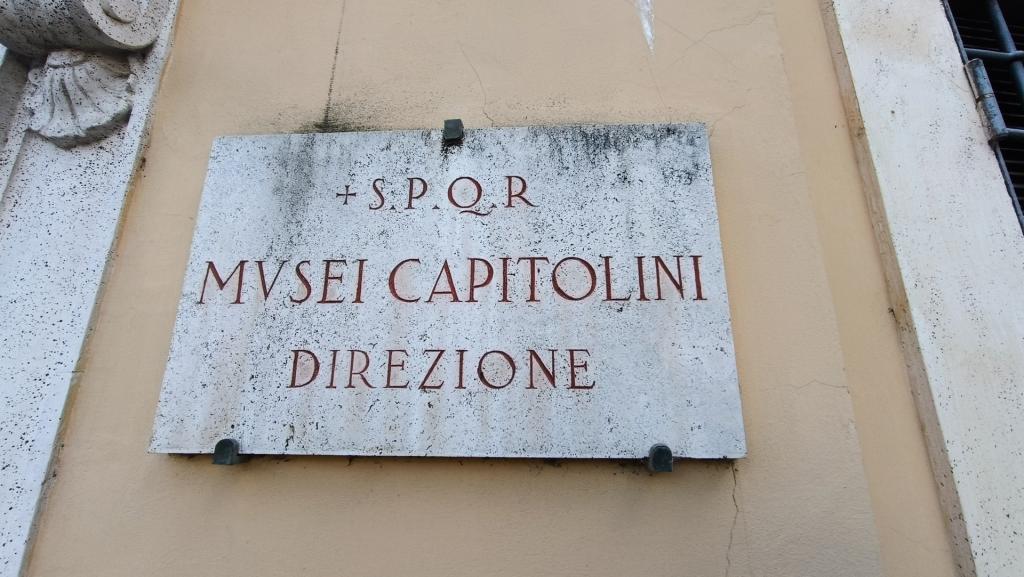 +S.P.Q.R
MVSEI CAPITOLINI
DIREZIONE